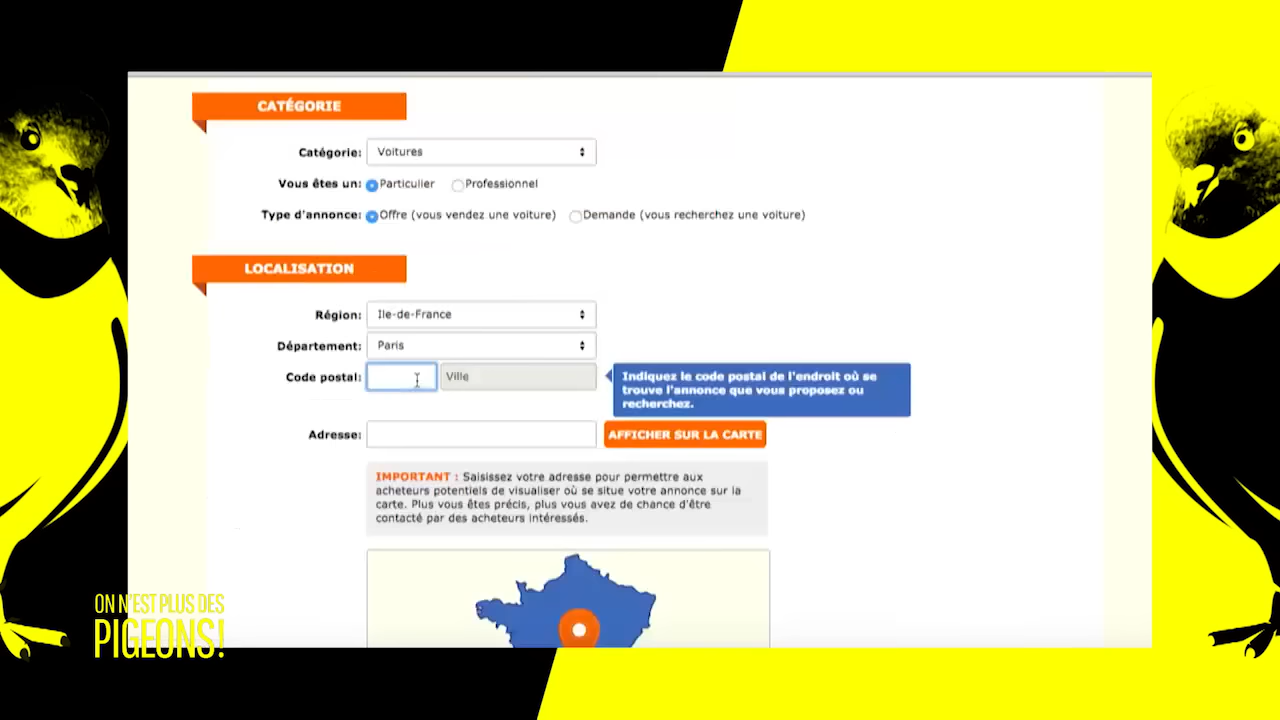 CATÉGORIE
Catégorie: Voitures
Vous êtes un: Particulier Professionnel
Type d'annonce: Offre (vous vendez une voiture) Demande (vous recherchez une voiture)
LOCALISATION
Région: Ile-de-France
Département: Paris
Code postal: Ville
Indiquez le code postal de l'endroit où se
trouve l'annonce que vous proposez ou
recherchez.
Adresse: AFFICHER SUR LA CARTE
IMPORTANT : Saisissez votre adresse pour permettre aux
acheteurs potentiels de visualiser où se situe votre annonce sur la
carte. Plus vous êtes précis, plus vous avez de chance d'être
contacté par des acheteurs intéressés.
ON N'EST PLUS DES
PIGEONS!